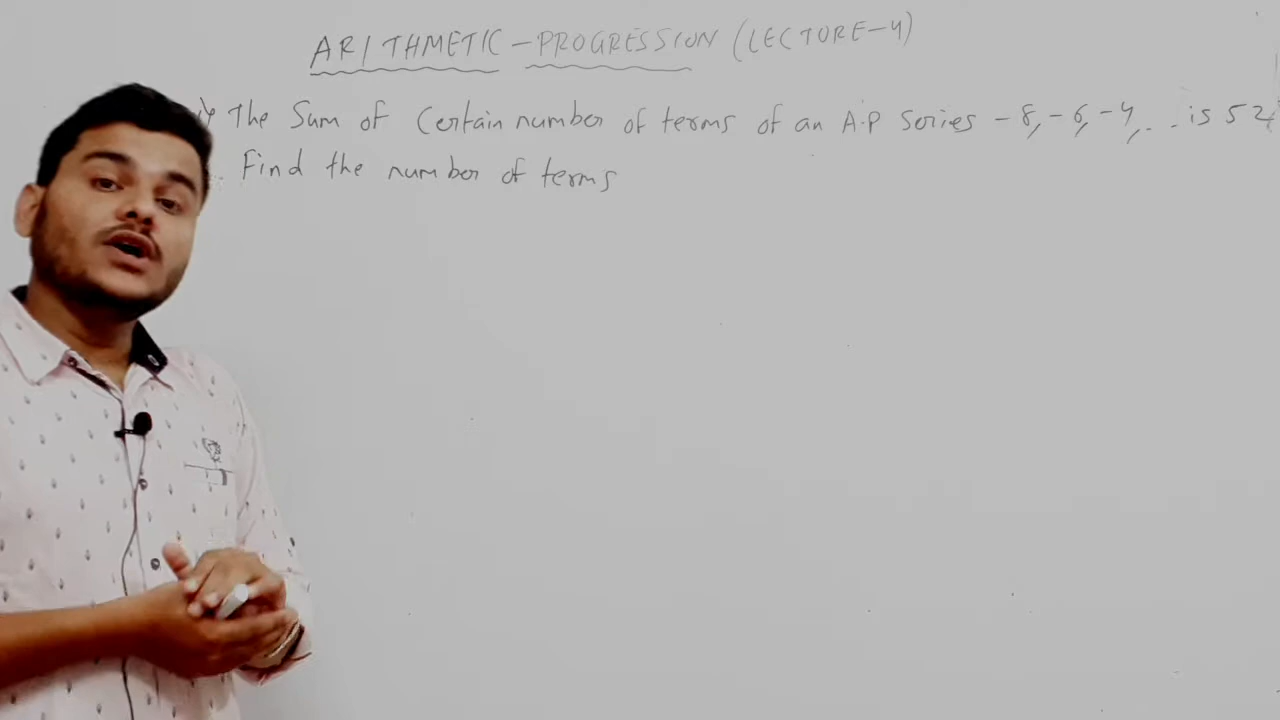 ARITHMETIC - PROGRESSION (LECTURE-4)
The Sum of Certain number of terms of an A.P Series -8, -6, -4, . . . is 52
Find the number of terms